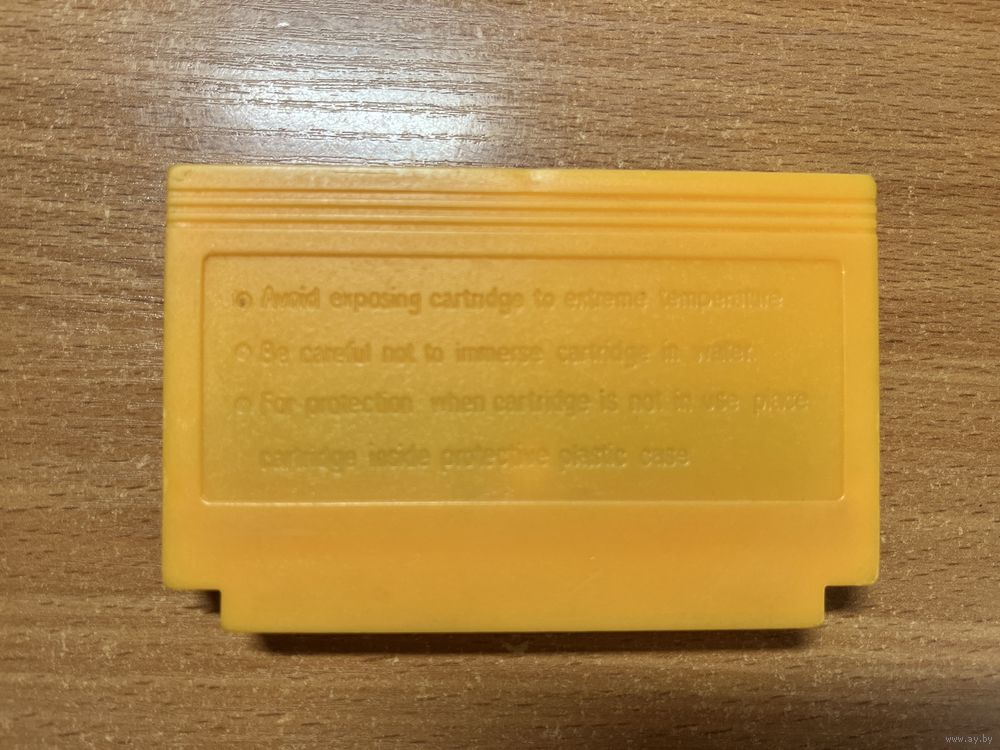 ● Avoid exposing cartridge to extreme temperature.
● Be careful not to immerse cartridge in water.
● For protection when cartridge is not in use place
cartridge inside protective plastic case
www.ay.by